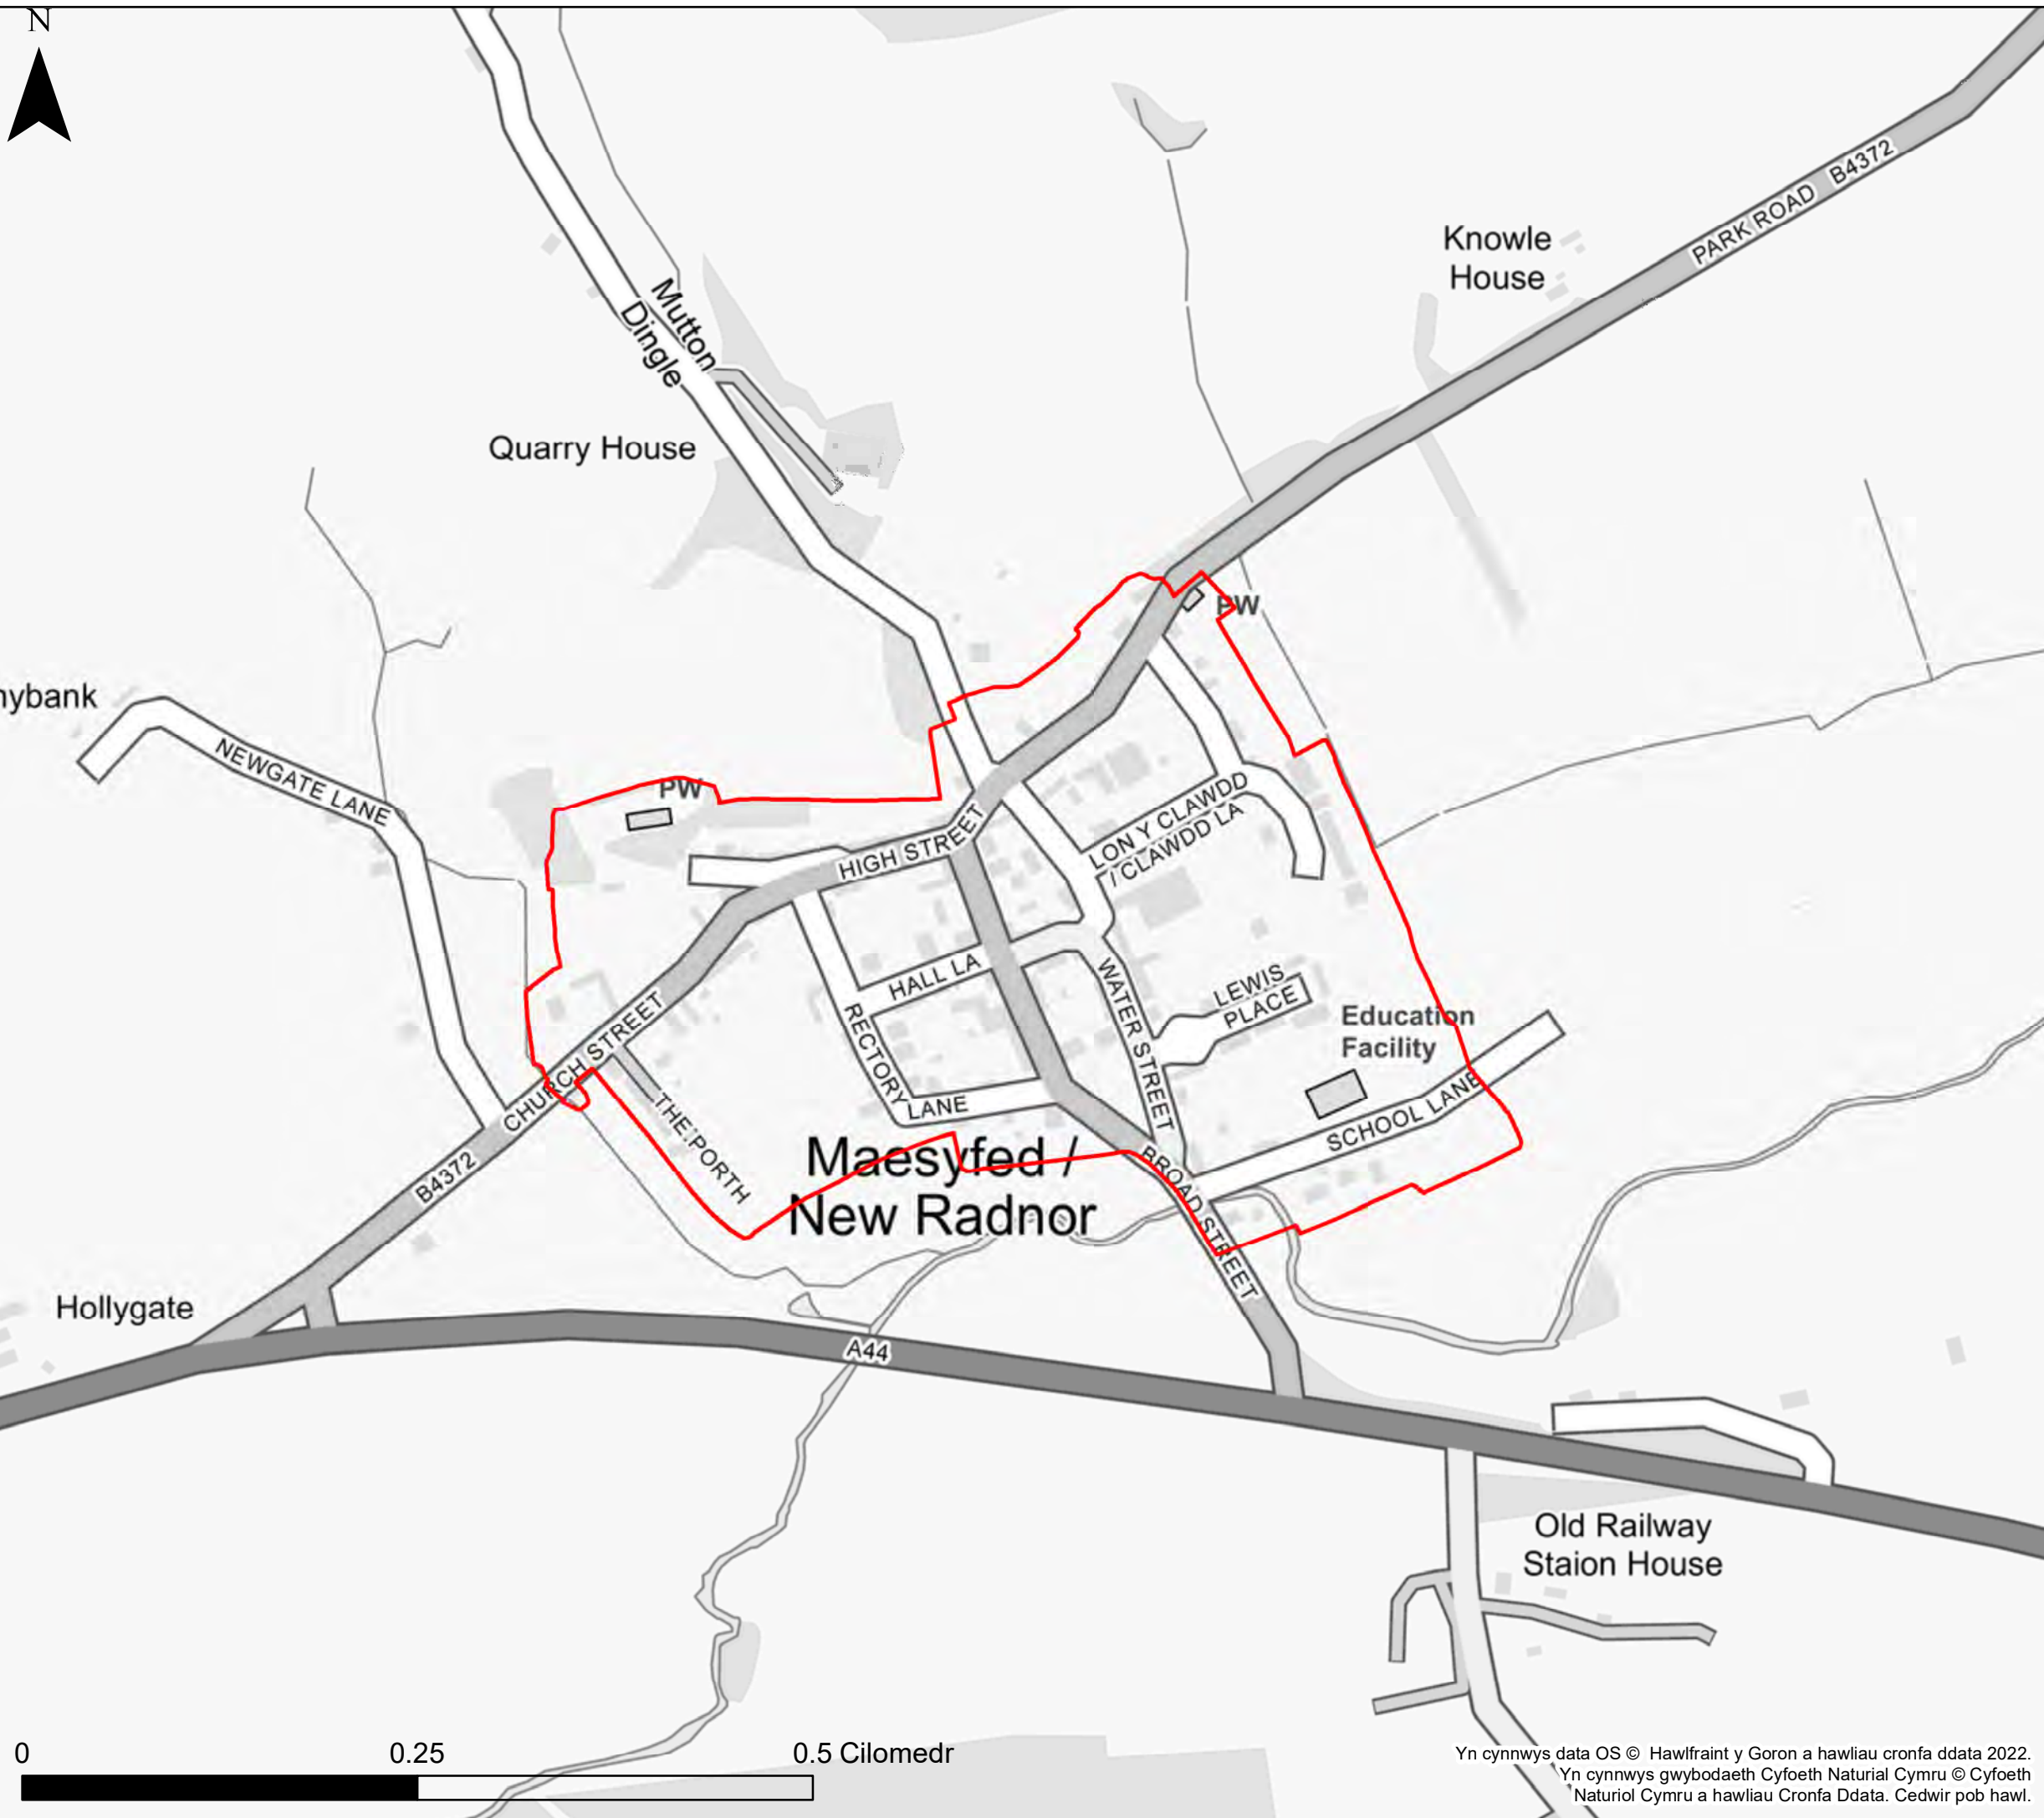 N
PARK ROAD B4372
Knowle
House
Mutton
Dingle
Quarry House
PW
nybank
NEWGATE LANE
PW
LON Y CLAWDD
/ CLAWDD LA
HIGH STREET
HALL LA
WATER STREET
LEWIS
PLACE
Education
Facility
RECTORY
LANE
CHURCH STREET
THE PORTH
SCHOOL LANE
Maesyfed /
New Radnor
BROAD STREET
B4372
Hollygate
A44
Old Railway
Staion House
0 0.25 0.5 Cilomedr
Yn cynnwys data OS © Hawlfraint y Goron a hawliau cronfa ddata 2022.
Yn cynnwys gwybodaeth Cyfoeth Naturial Cymru © Cyfoeth
Naturiol Cymru a hawliau Cronfa Ddata. Cedwir pob hawl.